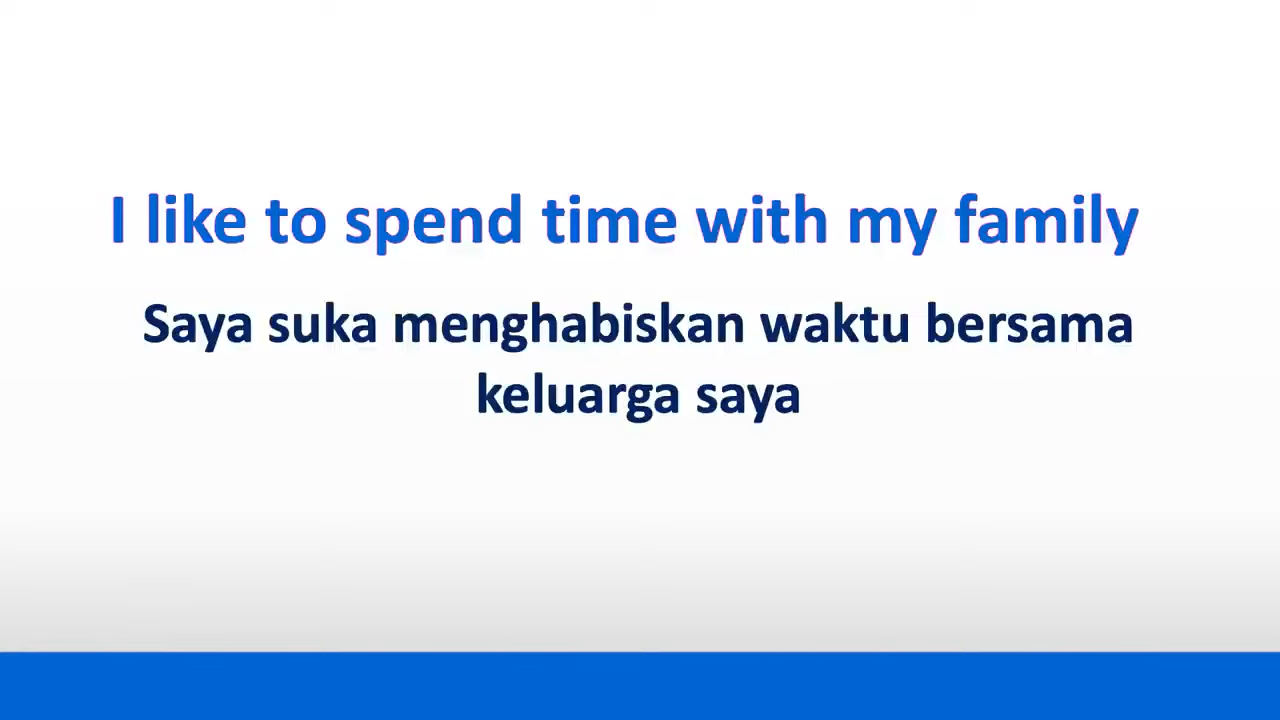 I like to spend time with my family
Saya suka menghabiskan waktu bersama
keluarga saya